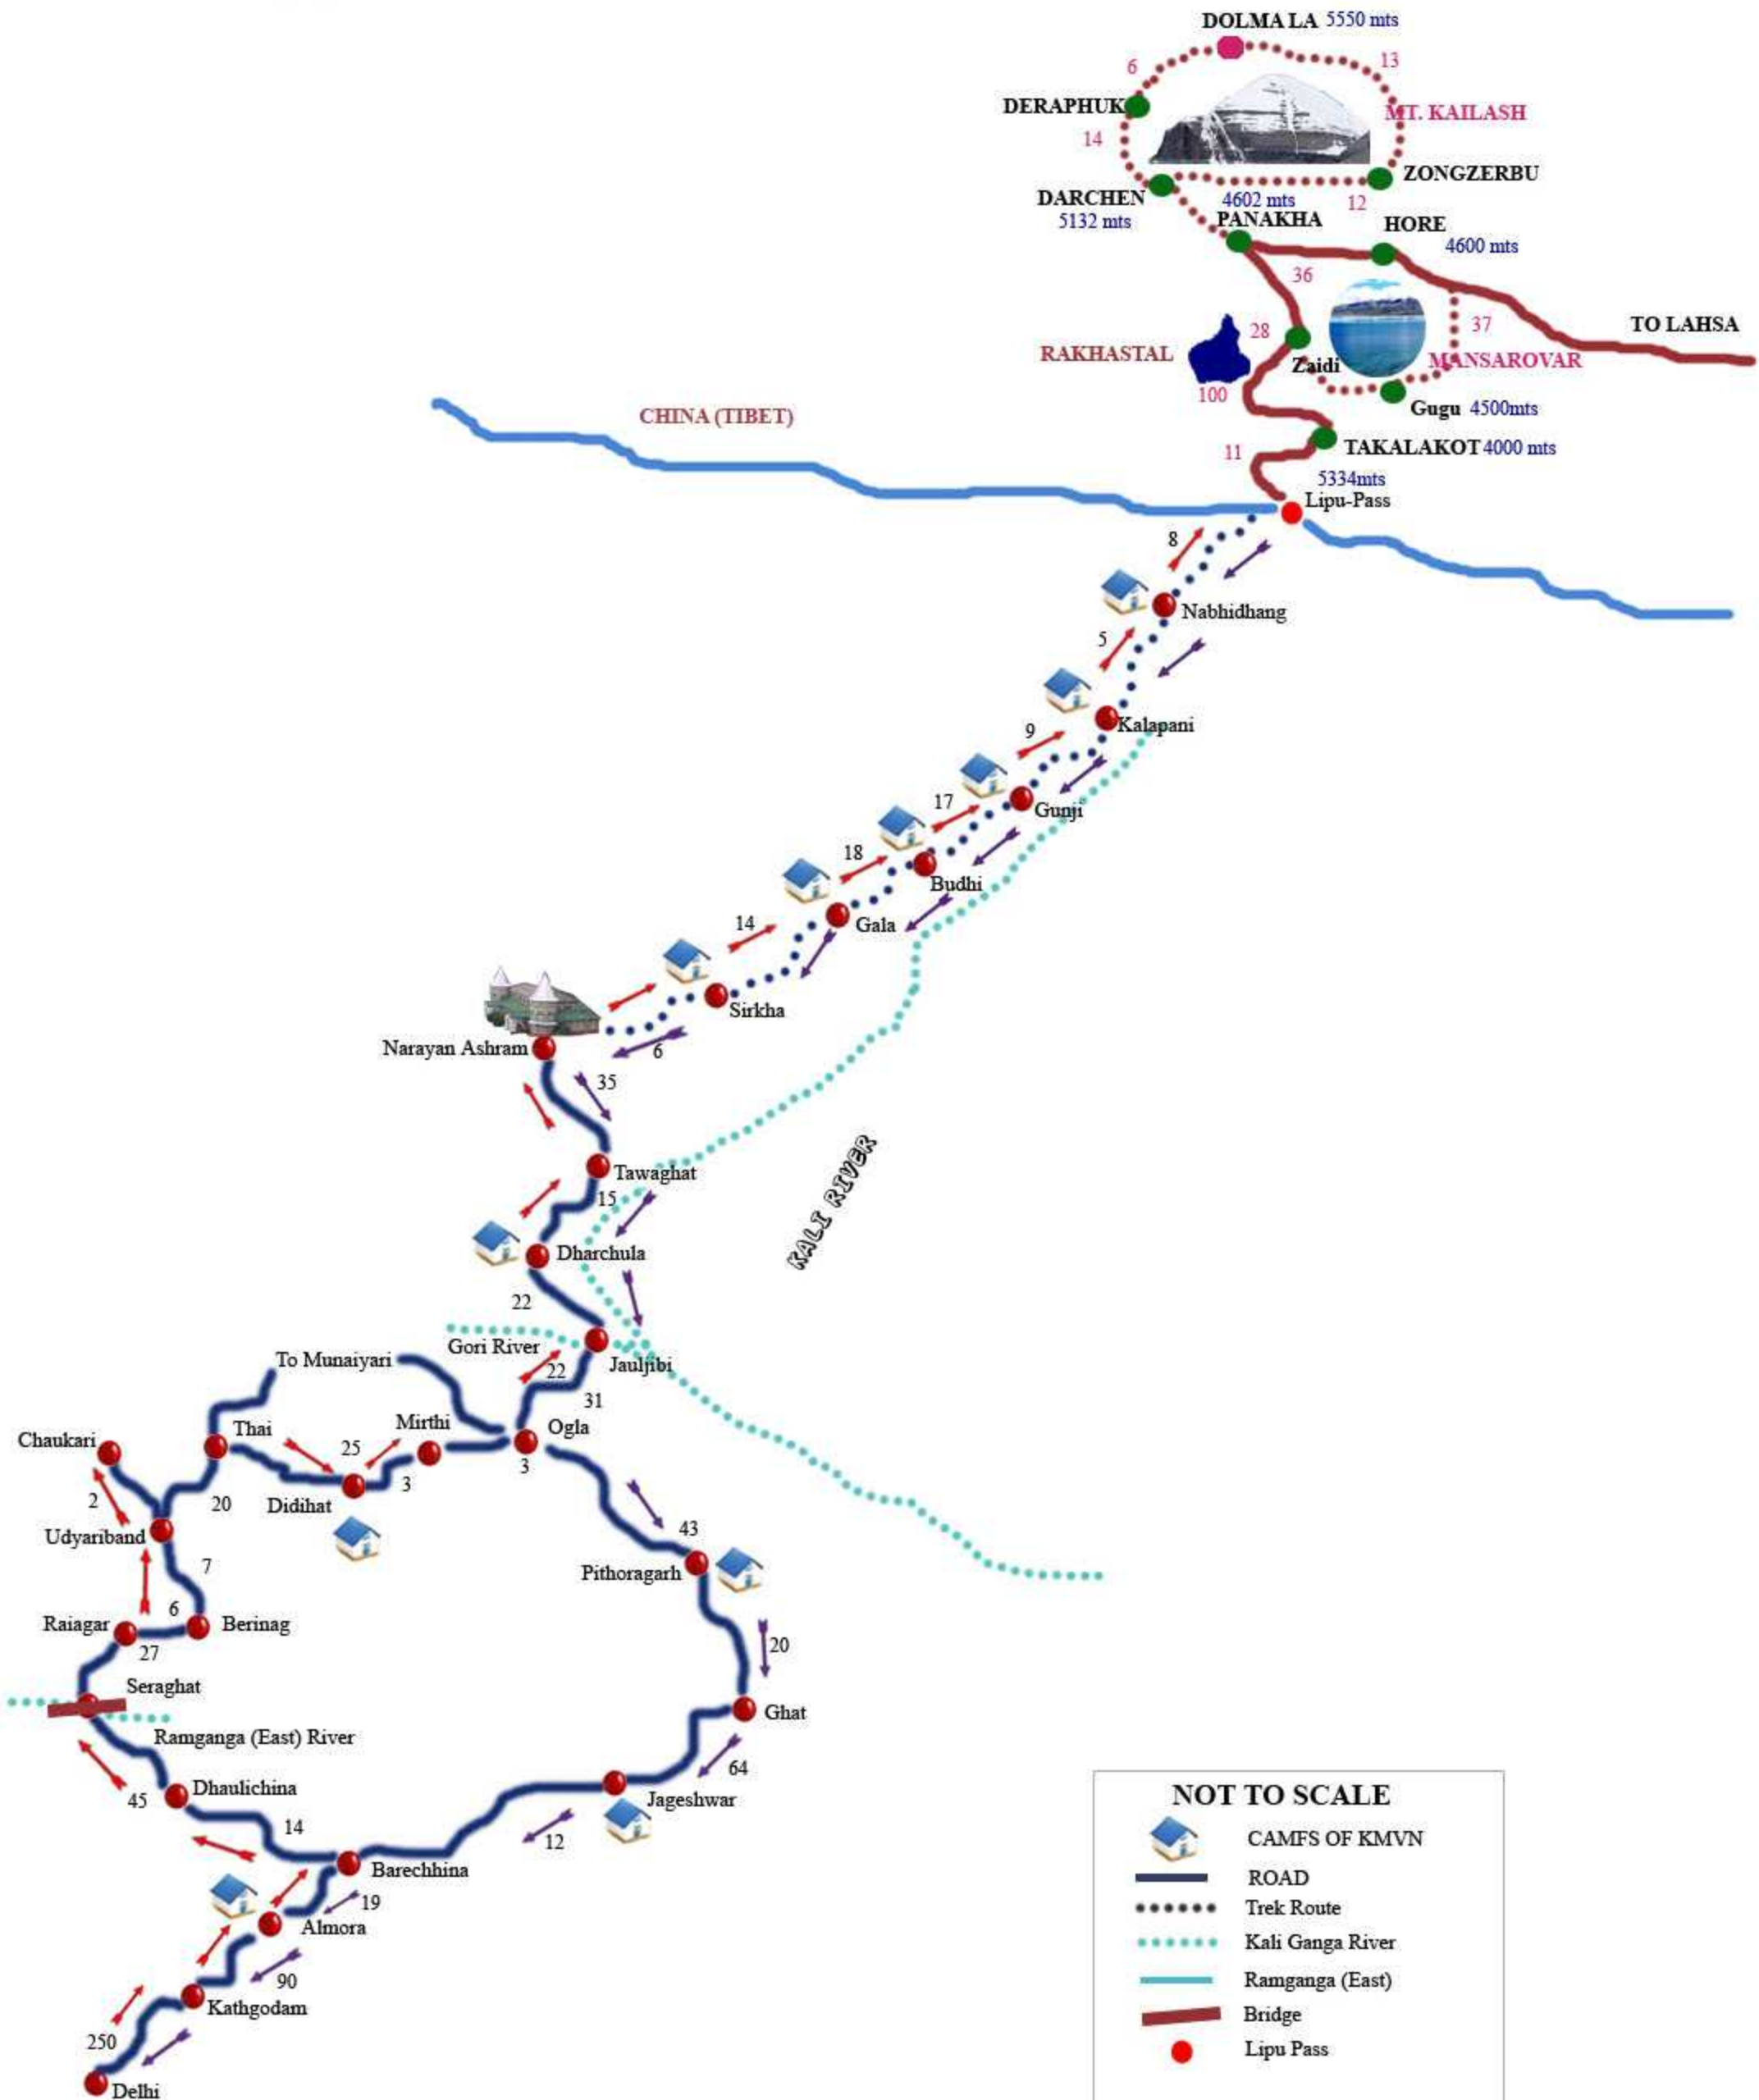 DOLMA LA 5550 mts
6
13
DERAPHUK
MT. KAILASH
14
ZONGZERBU
DARCHEN
4602 mts
12
5132 mts
PANAKHA
HORE
4600 mts
36
TO LAHSA
28
37
RAKHASTAL
Zaidi
MANSAROVAR
100
Gugu 4500mts
CHINA (TIBET)
11
TAKALAKOT 4000 mts
5334mts
Lipu-Pass
8
Nabhidhang
5
Kalapani
9
Gunji
17
Budhi
18
Gala
14
Sirkha
Narayan Ashram
6
35
Tawaghat
15
KALI RIVER
Dharchula
22
Gori River
Jauljibi
To Munaiyari
22
31
Chaukari
Thai
Mirthi
Ogla
25
3
3
2
20
Didihat
Udyariband
43
7
Pithoragarh
6
Raiagar
Berinag
27
20
Seraghat
Ghat
Ramganga (East) River
64
45
Dhaulichina
Jageshwar
14
12
Barechhina
19
Almora
90
Kathgodam
250
Delhi
NOT TO SCALE
CAMFS OF KMVN
ROAD
Trek Route
Kali Ganga River
Ramganga (East)
Bridge
Lipu Pass